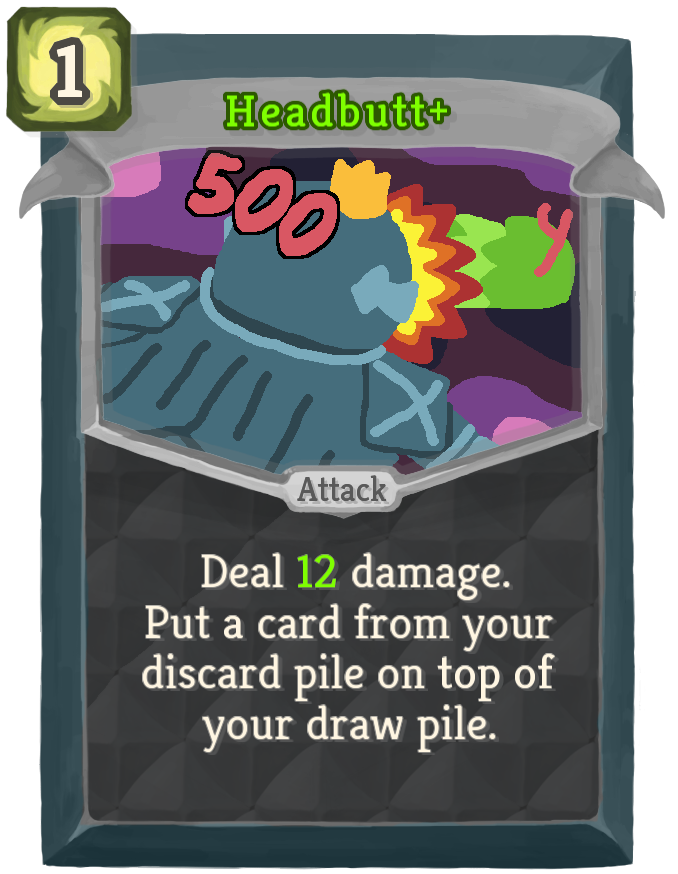 1
Headbutt+
500
Y
Attack
Deal 12 damage.
Put a card from your
discard pile on top of
your draw pile.